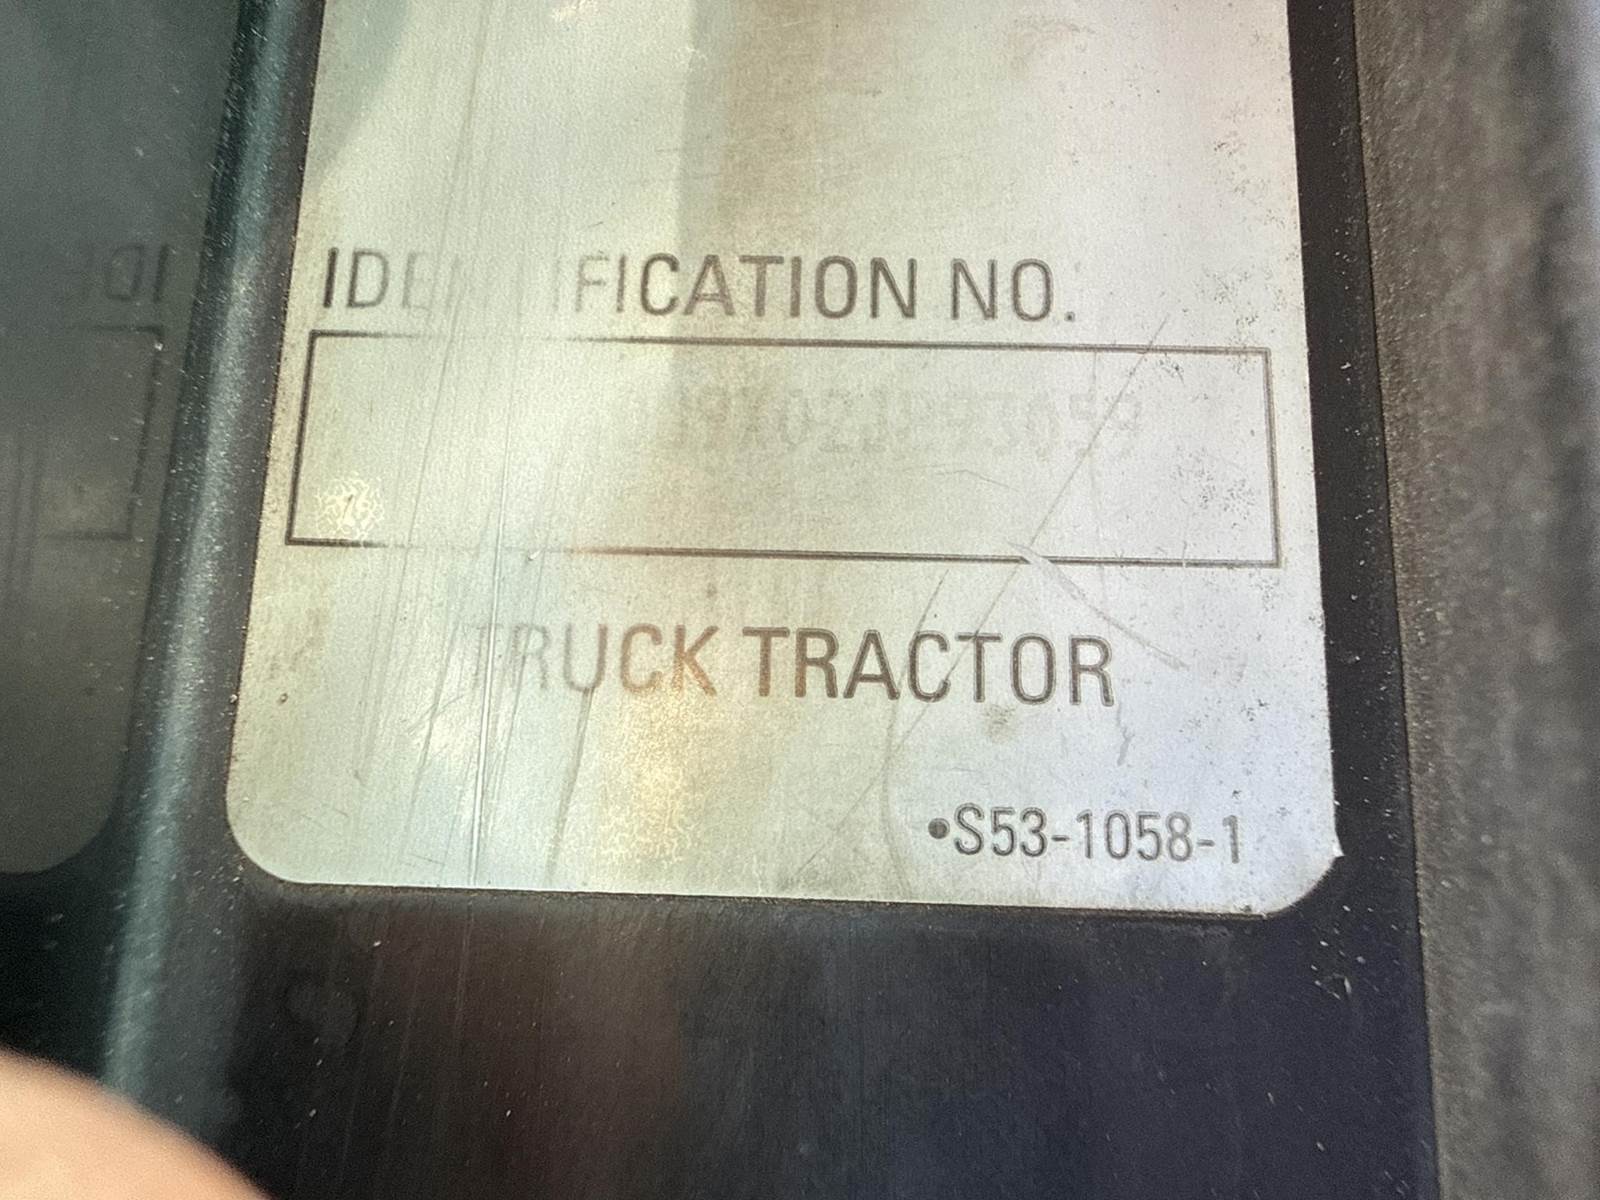 IDENTIFICATION NO.
TRUCK TRACTOR
•S53-1058-1